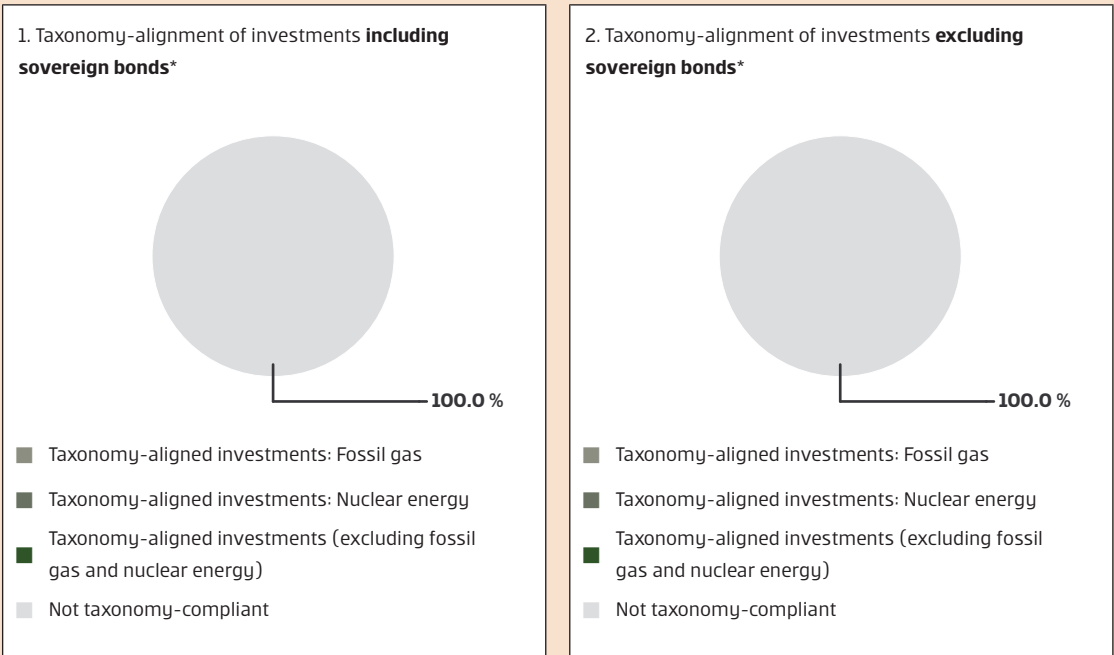 1. Taxonomy-alignment of investments including
sovereign bonds*
100.0 %
Taxonomy-aligned investments: Fossil gas
Taxonomy-aligned investments: Nuclear energy
Taxonomy-aligned investments (excluding fossil
gas and nuclear energy)
Not taxonomy-compliant
2. Taxonomy-alignment of investments excluding
sovereign bonds*
100.0 %
Taxonomy-aligned investments: Fossil gas
Taxonomy-aligned investments: Nuclear energy
Taxonomy-aligned investments (excluding fossil
gas and nuclear energy)
Not taxonomy-compliant